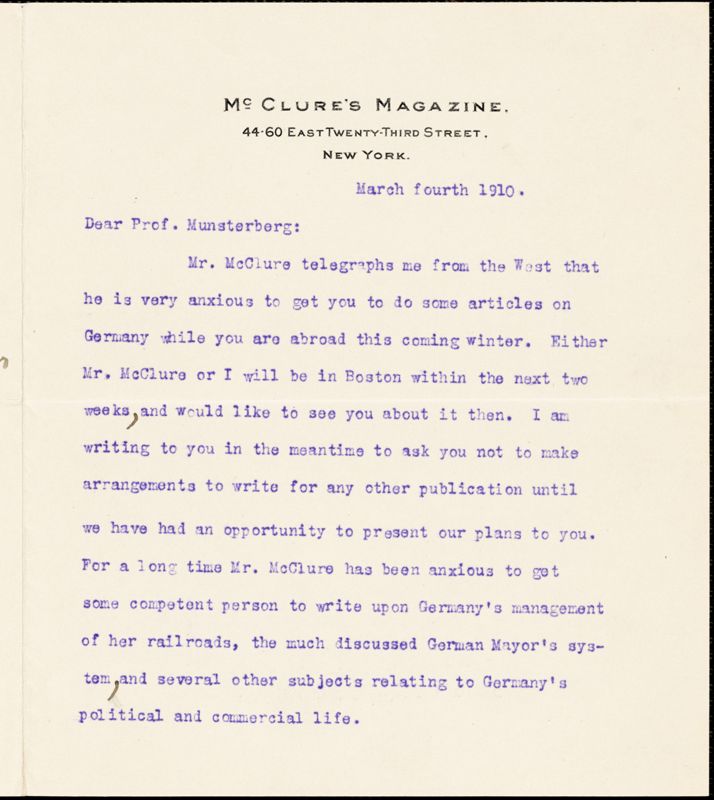 Mc Clure's Magazine.
44-60 East Twenty-Third Street.
New York.
March fourth 1910.
Dear Prof. Munsterberg:
Mr. McClure telegraphs me from the West that
he is very anxious to get you to do some articles on
Germany while you are abroad this coming winter. Either
Mr. McClure or I will be in Boston within the next two
weeks, and would like to see you about it then. I am
writing to you in the meantime to ask you not to make
arrangements to write for any other publication until
we have had an opportunity to present our plans to you.
For a long time Mr. McClure has been anxious to get
some competent person to write upon Germany's management
of her railroads, the much discussed German Mayor's sys-
tem, and several other subjects relating to Germany's
political and commercial life.